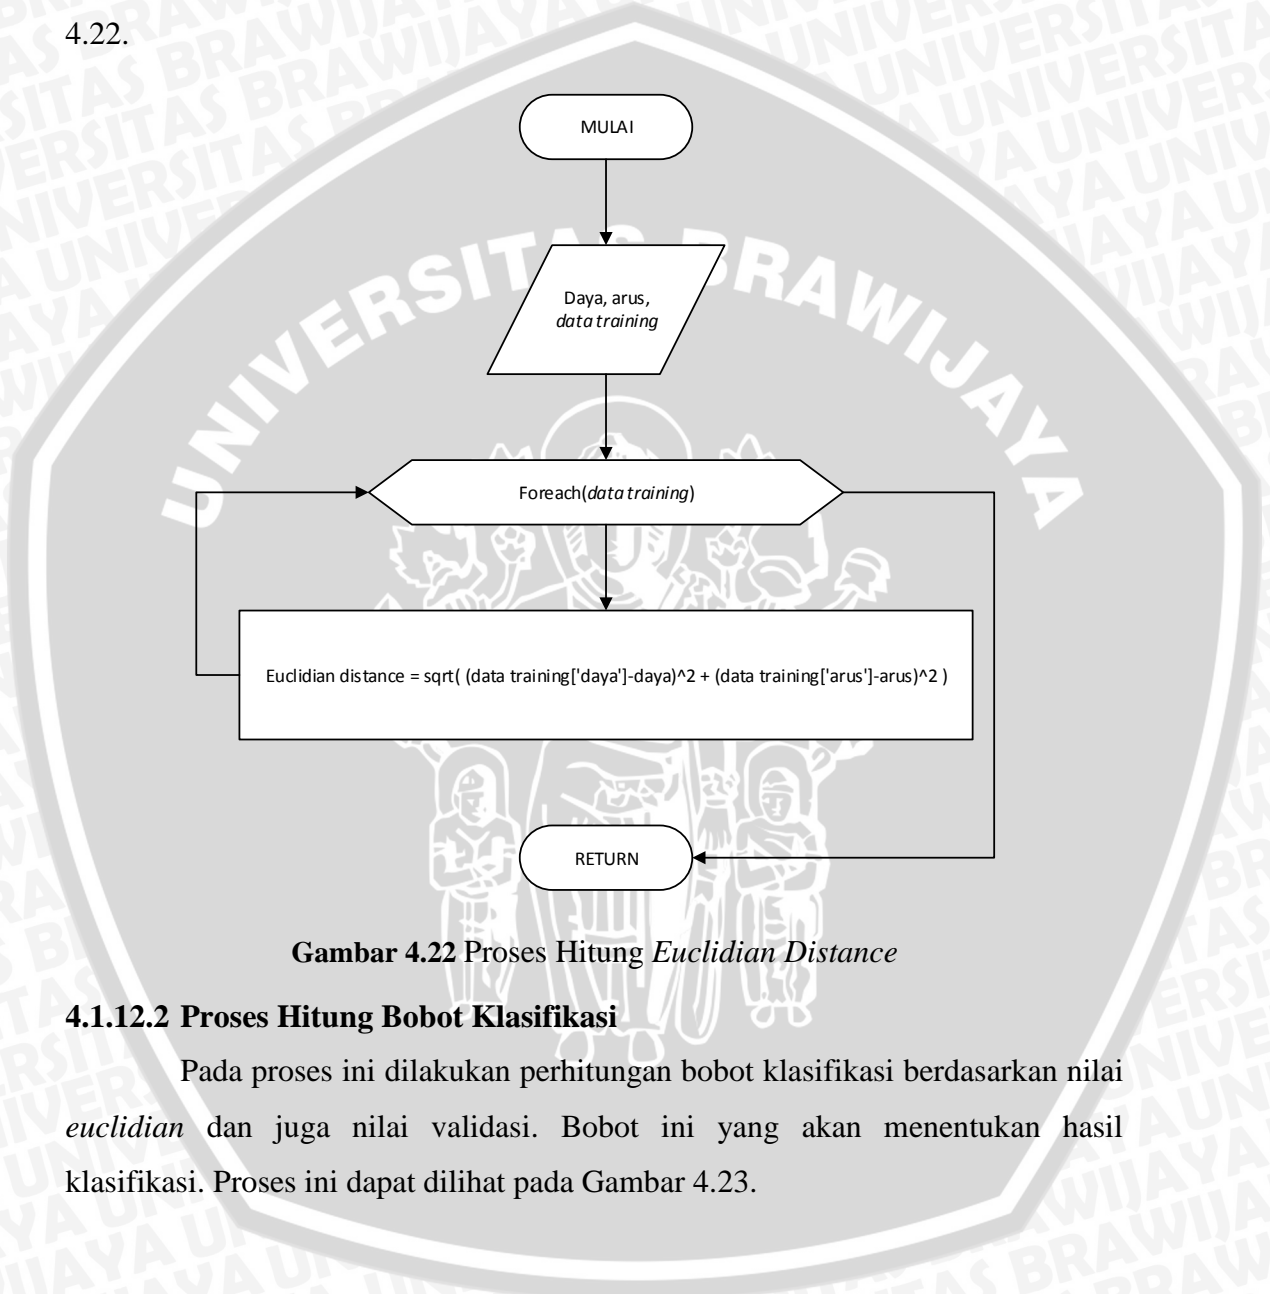 4.22.
UNIVERSITAS BRAWIJAYA
MULAI
Daya, arus,
data training
Foreach(data training)
Euclidian distance = sqrt( (data training['daya']-daya)^2 + (data training['arus']-arus)^2 )
RETURN
Gambar 4.22 Proses Hitung Euclidian Distance
4.1.12.2 Proses Hitung Bobot Klasifikasi
Pada proses ini dilakukan perhitungan bobot klasifikasi berdasarkan nilai
euclidian dan juga nilai validasi. Bobot ini yang akan menentukan hasil
klasifikasi. Proses ini dapat dilihat pada Gambar 4.23.